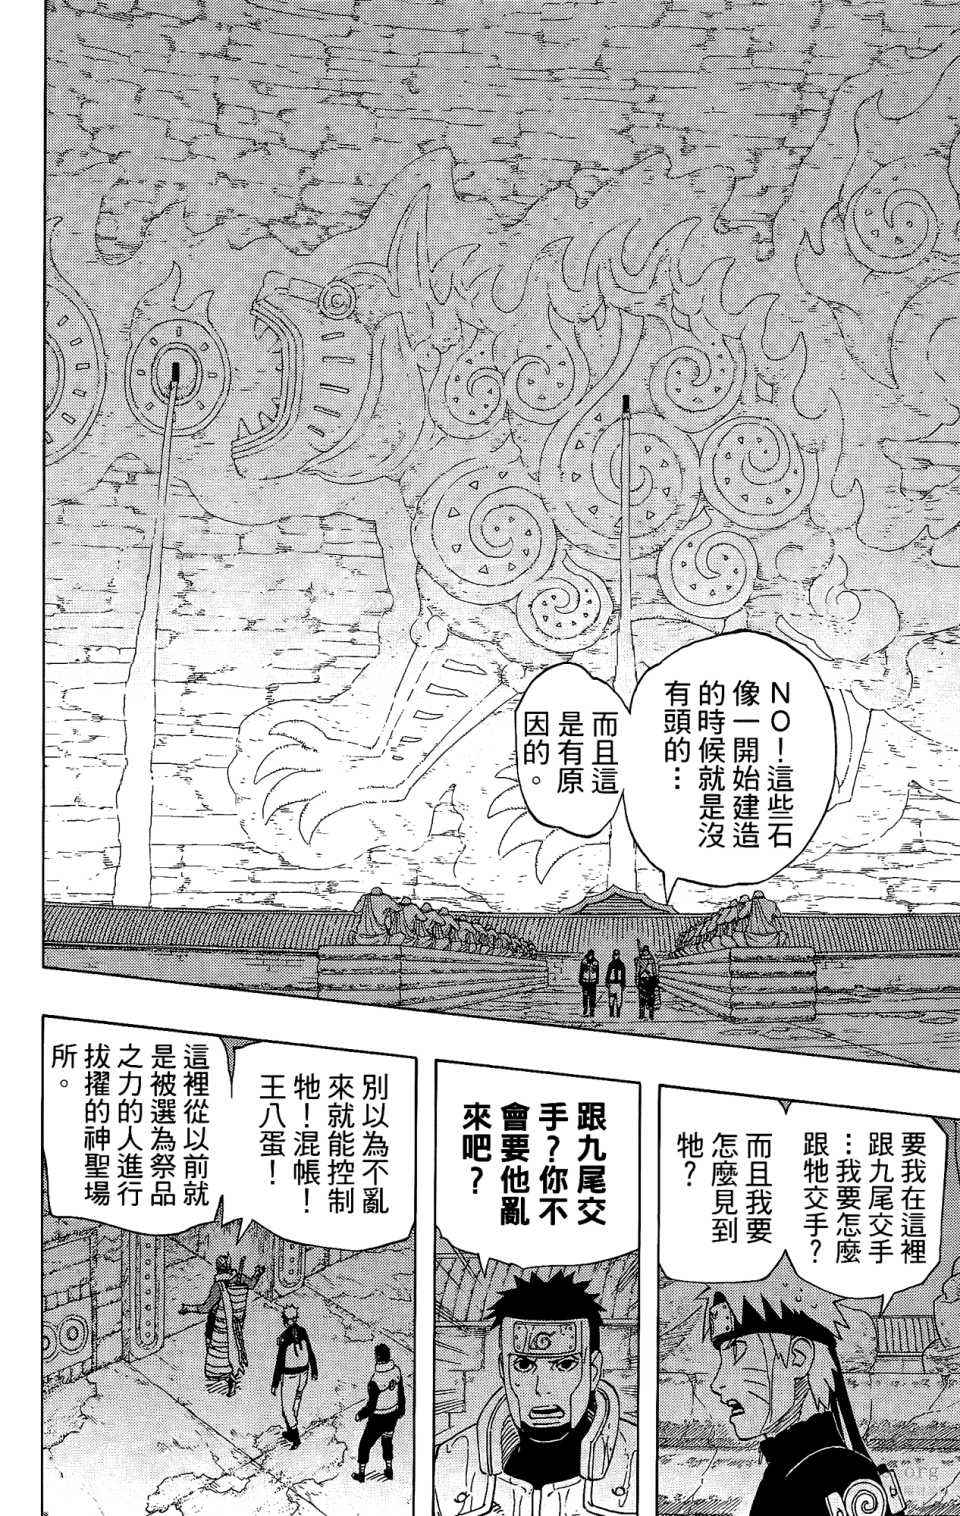 NO！這些石
像一開始建造
的時候就是沒
有頭的…
而且這
是有原
因的。
要我在這裡
跟九尾交手
…我要怎麼
跟牠交手？
而且我要
怎麼見到
牠？
跟九尾交
手？你不
會要他亂
來吧？
別以為不亂
來就能控制
牠！混帳！
王八蛋！
這裡從以前就
是被選為祭品
之力的人進行
拔擢的神聖場
所。
org